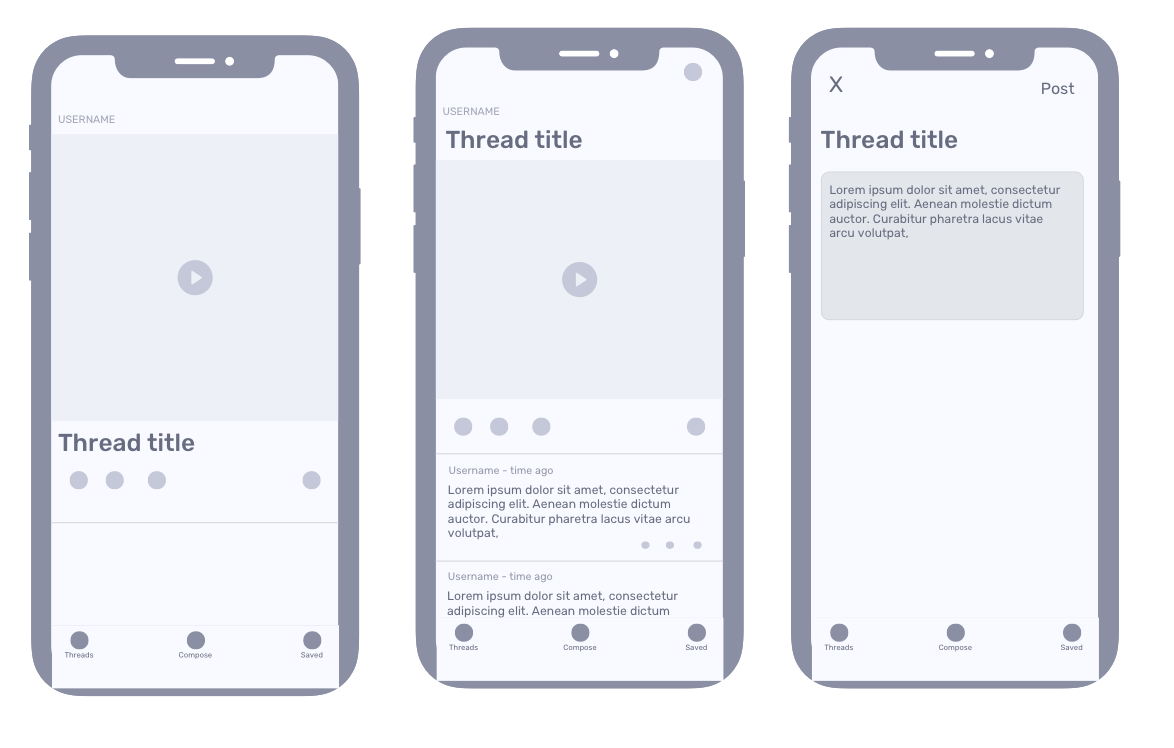 USERNAME
Thread title
Threads
Compose
Saved
USERNAME
Thread title
Username - time ago
Lorem ipsum dolor sit amet, consectetur
adipiscing elit. Aenean molestie dictum
auctor. Curabitur pharetra lacus vitae arcu
volutpat,
Username - time ago
Lorem ipsum dolor sit amet, consectetur
adipiscing elit. Aenean molestie dictum
Threads
Compose
Saved
X
Post
Thread title
Lorem ipsum dolor sit amet, consectetur
adipiscing elit. Aenean molestie dictum
auctor. Curabitur pharetra lacus vitae
arcu volutpat,
Threads
Compose
Saved